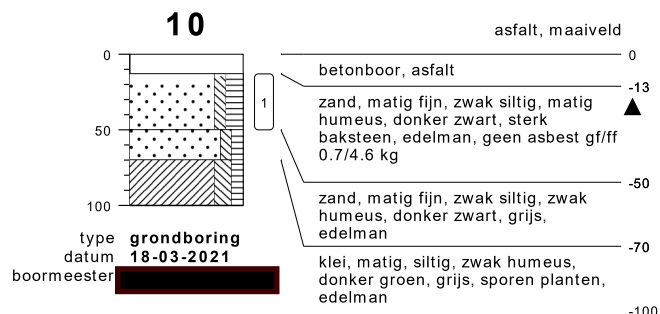 10
asfalt, maaiveld
0
0
betonboor, asfalt
-13
zand, matig fijn, zwak siltig, matig
humeus, donker zwart, sterk
baksteen, edelman, geen asbest gf/ff
0.7/4.6 kg
1
50
-50
zand, matig fijn, zwak siltig, zwak
humeus, donker zwart, grijs,
edelman
100
-70
type grondboring
datum 18-03-2021
boormeester
klei, matig, siltig, zwak humeus,
donker groen, grijs, sporen planten,
edelman
-100